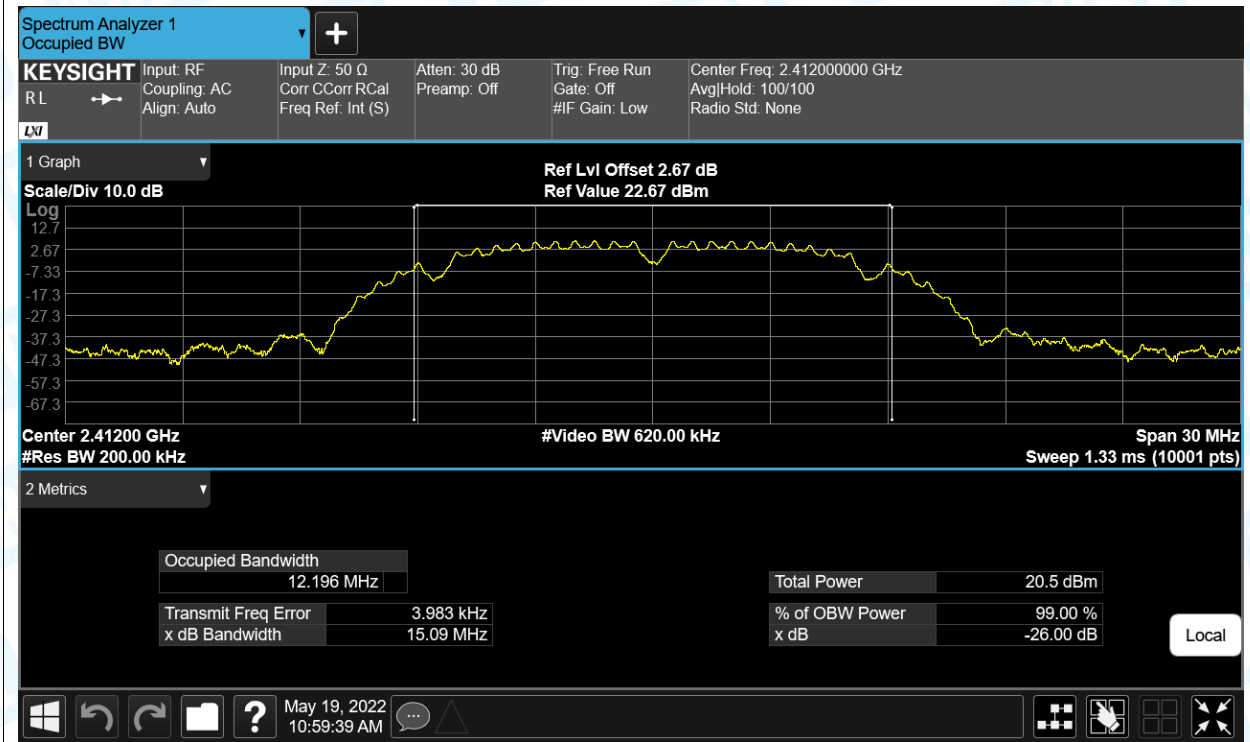 Spectrum Analyzer 1
Occupied BW
KEYSIGHT
R L
LXI
Input: RF
Coupling: AC
Align: Auto
Input Z: 50 Ω
Corr CCorr RCal
Freq Ref: Int (S)
Atten: 30 dB
Preamp: Off
Trig: Free Run
Gate: Off
#IF Gain: Low
Center Freq: 2.412000000 GHz
Avg|Hold: 100/100
Radio Std: None
1 Graph
Scale/Div 10.0 dB
Ref Lvl Offset 2.67 dB
Ref Value 22.67 dBm
Log
12.7
2.67
-7.33
-17.3
-27.3
-37.3
-47.3
-57.3
-67.3
Center 2.41200 GHz
#Video BW 620.00 kHz
Span 30 MHz
#Res BW 200.00 kHz
Sweep 1.33 ms (10001 pts)
2 Metrics
Occupied Bandwidth
12.196 MHz
Total Power 20.5 dBm
Transmit Freq Error 3.983 kHz
% of OBW Power 99.00 %
x dB Bandwidth 15.09 MHz
x dB -26.00 dB
Local
?
May 19, 2022
10:59:39 AM